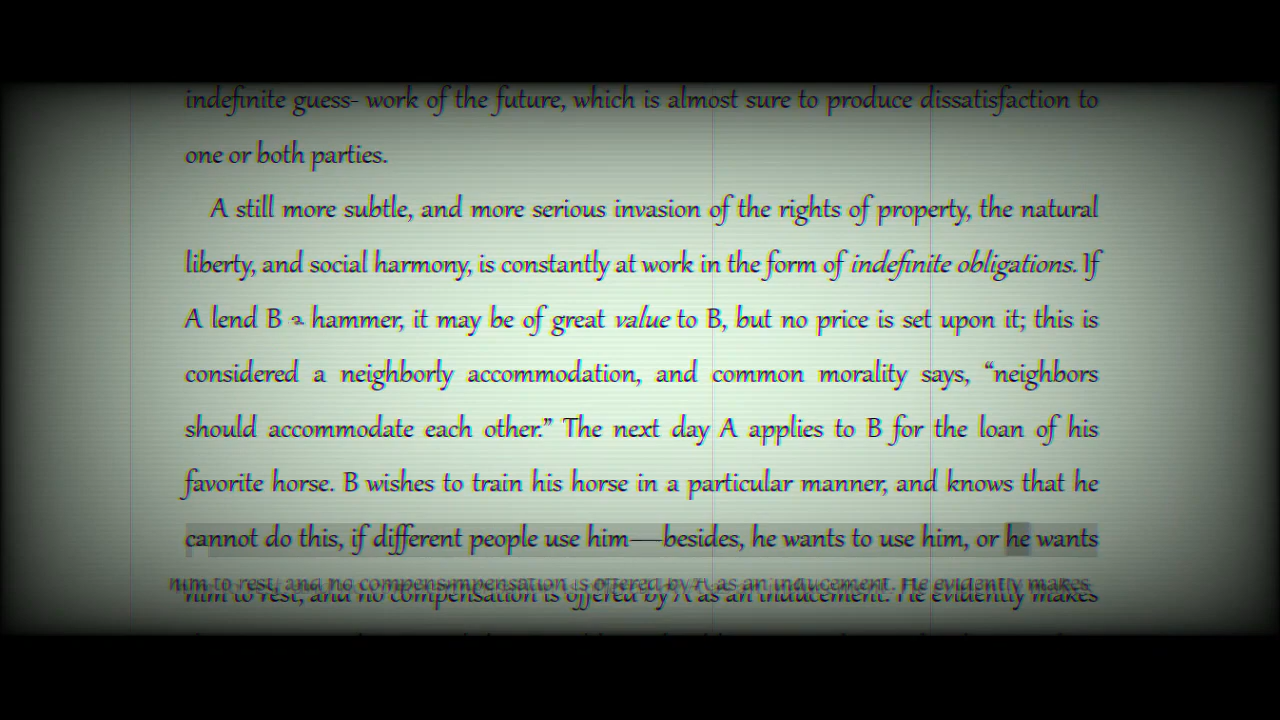 indefinite guess- work of the future, which is almost sure to produce dissatisfaction to
one or both parties.
A still more subtle, and more serious invasion of the rights of property, the natural
liberty, and social harmony, is constantly at work in the form of indefinite obligations. If
A lend B a hammer, it may be of great value to B, but no price is set upon it; this is
considered a neighborly accommodation, and common morality says, “neighbors
should accommodate each other.” The next day A applies to B for the loan of his
favorite horse. B wishes to train his horse in a particular manner, and knows that he
cannot do this, if different people use him—besides, he wants to use him, or he wants
him to rest, and no compensation is offered by A as an inducement. He evidently makes